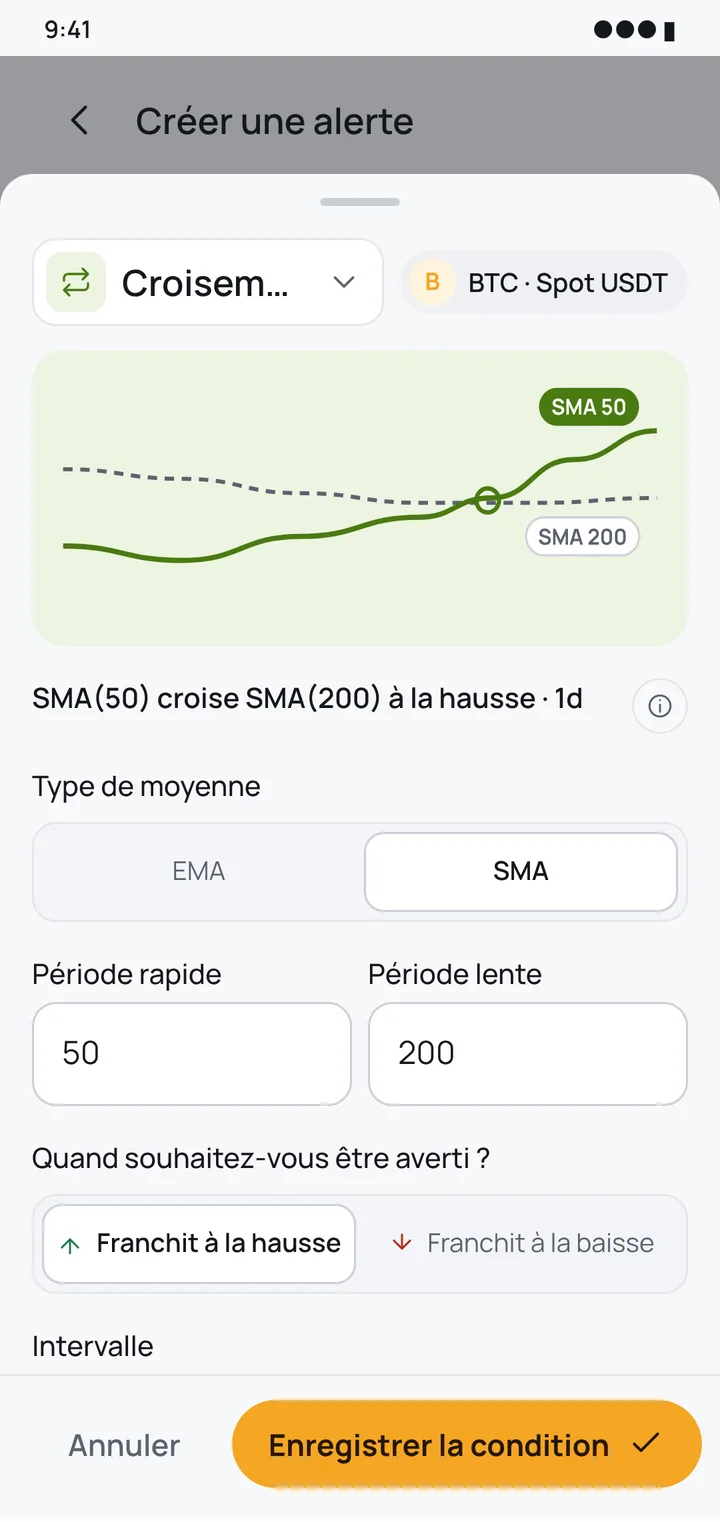 9:41
Créer une alerte
Croisem...
B
BTC · Spot USDT
SMA 50
SMA 200
SMA(50) croise SMA(200) à la hausse · 1d
Type de moyenne
EMA
SMA
Période rapide
Période lente
50
200
Quand souhaitez-vous être averti ?
Franchit à la hausse
Franchit à la baisse
Intervalle
Annuler
Enregistrer la condition